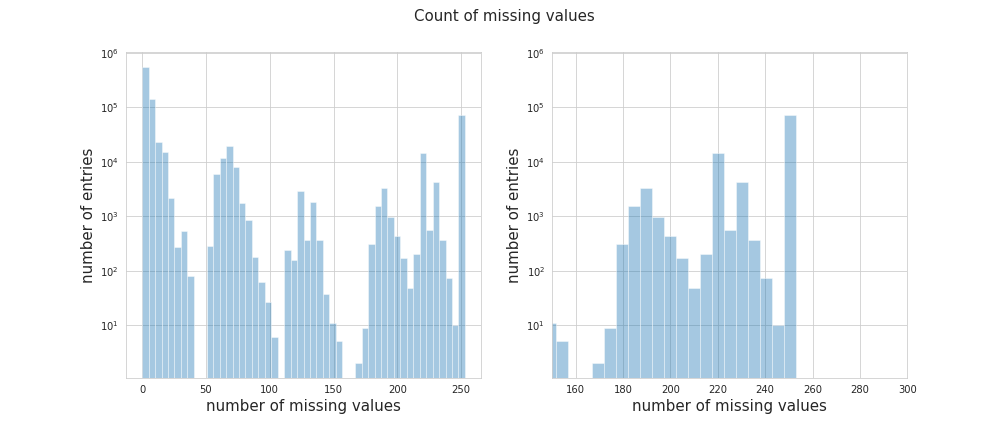 Count of missing values
number of entries
10⁶
10⁵
10⁴
10³
10²
10¹
0 50 100 150 200 250
number of missing values
number of entries
10⁶
10⁵
10⁴
10³
10²
10¹
160 180 200 220 240 260 280 300
number of missing values